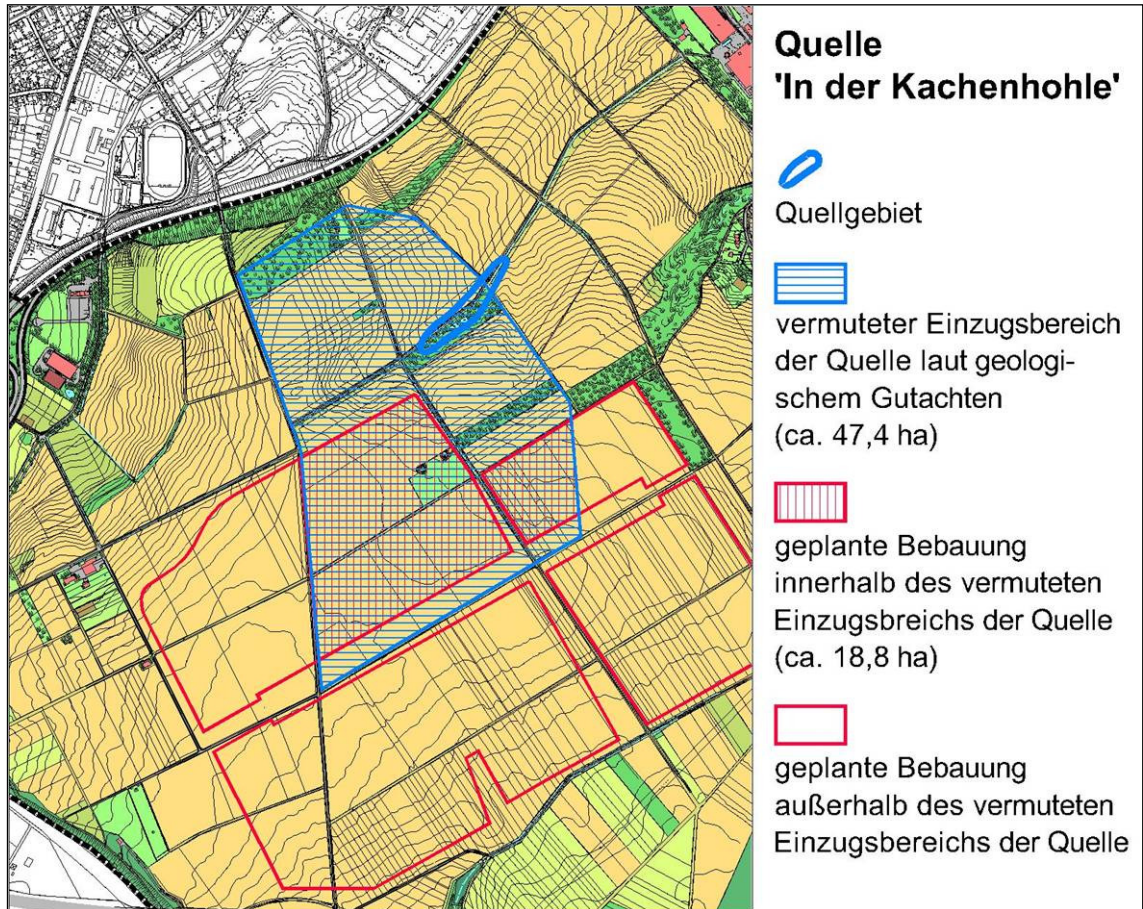 Quelle
'In der Kachenhohle'
Quellgebiet
vermuteter Einzugsbereich
der Quelle laut geologi-
schem Gutachten
(ca. 47,4 ha)
geplante Bebauung
innerhalb des vermuteten
Einzugsbreichs der Quelle
(ca. 18,8 ha)
geplante Bebauung
außerhalb des vermuteten
Einzugsbereichs der Quelle